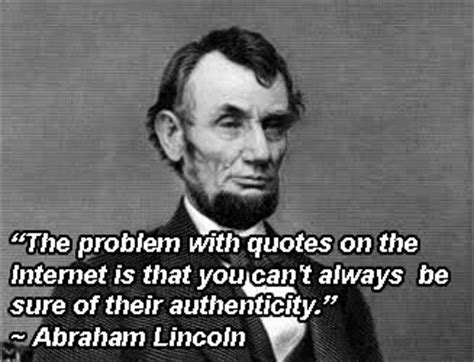 “The problem with quotes on the
Internet is that you can't always  be
sure of their authenticity.”
~ Abraham Lincoln